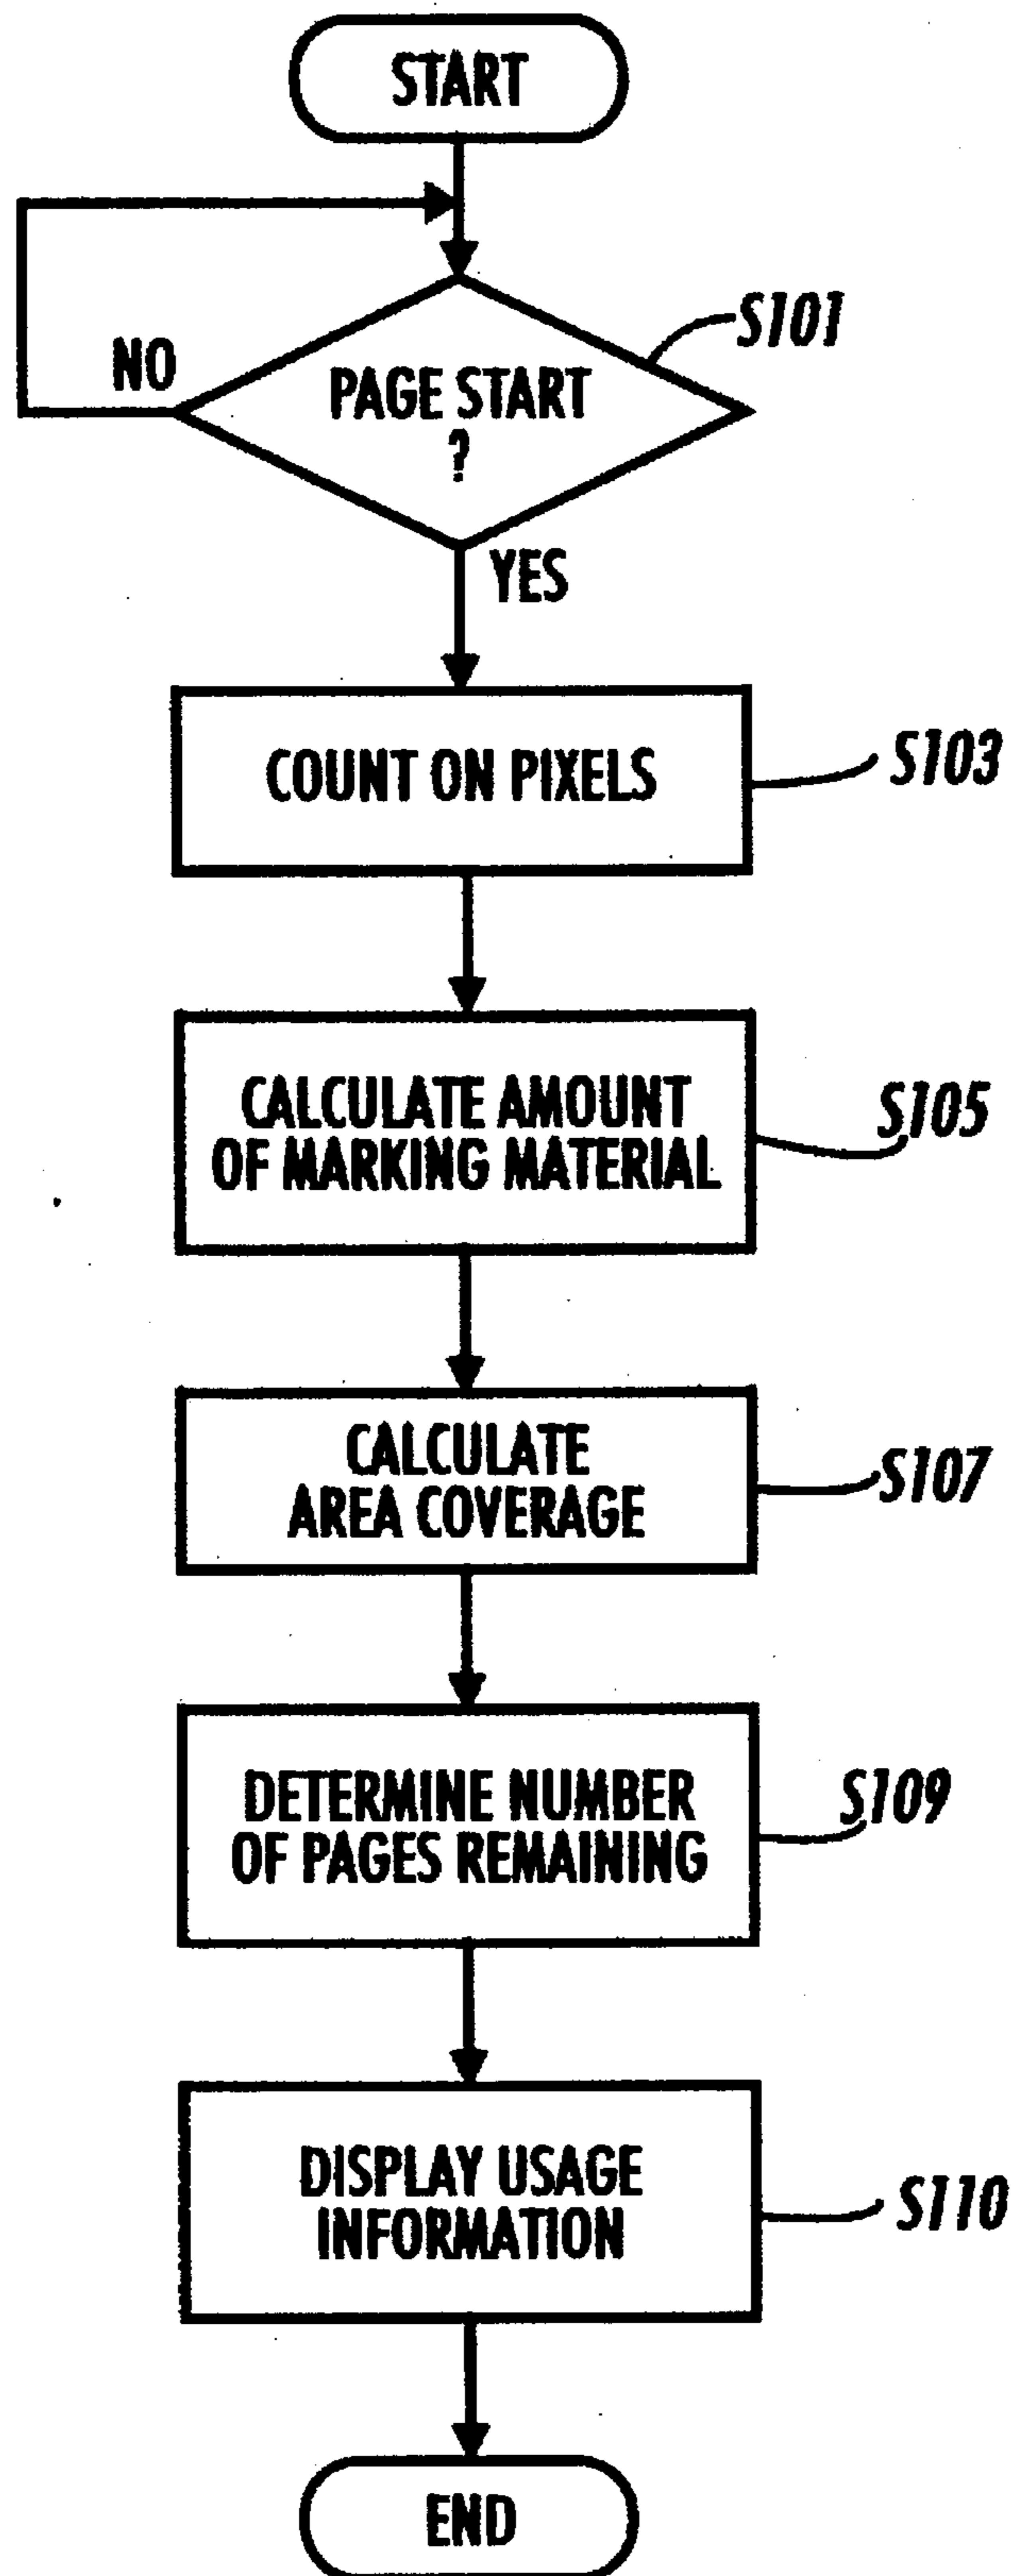 START
S101
NO
PAGE START
?
YES
COUNT ON PIXELS
S103
CALCULATE AMOUNT
OF MARKING MATERIAL
S105
CALCULATE
AREA COVERAGE
S107
DETERMINE NUMBER
OF PAGES REMAINING
S109
DISPLAY USAGE
INFORMATION
S110
END